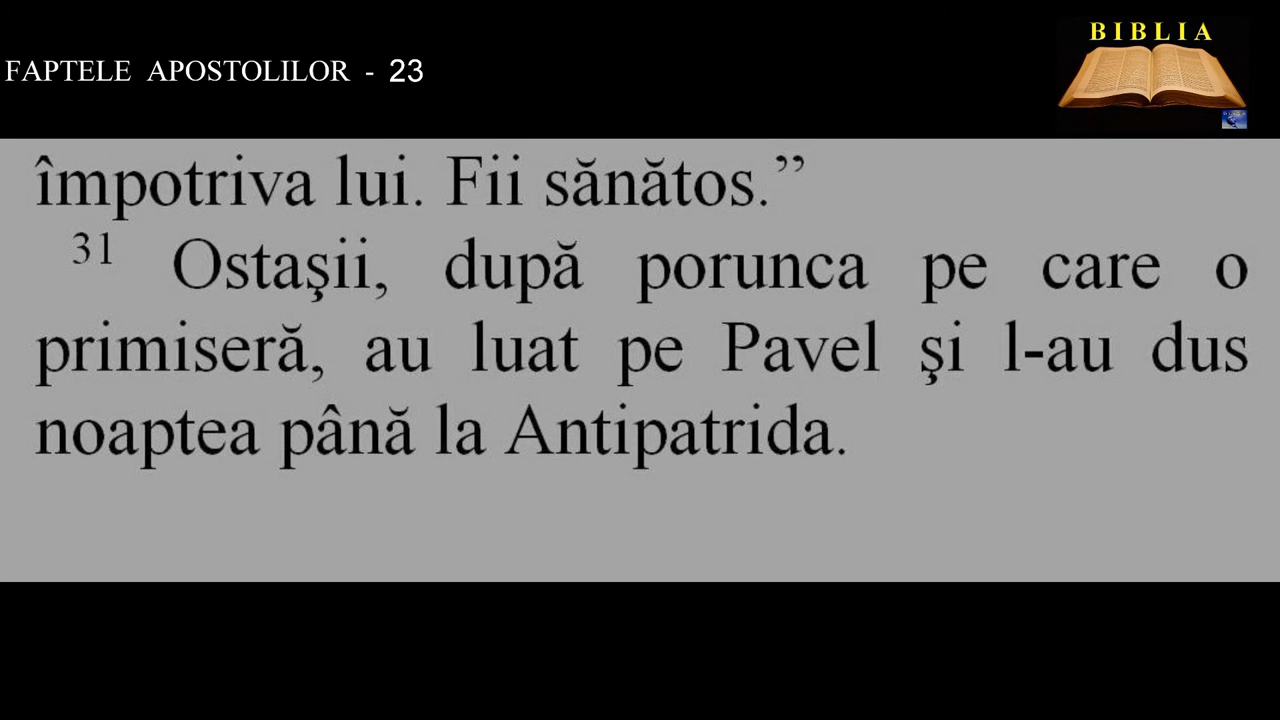 BIBLIA
FAPTELE APOSTOLILOR - 23
împotriva lui. Fii sănătos.”
31 Ostaşii, după porunca pe care o
primiseră, au luat pe Pavel şi l-au dus
noaptea până la Antipatrida.